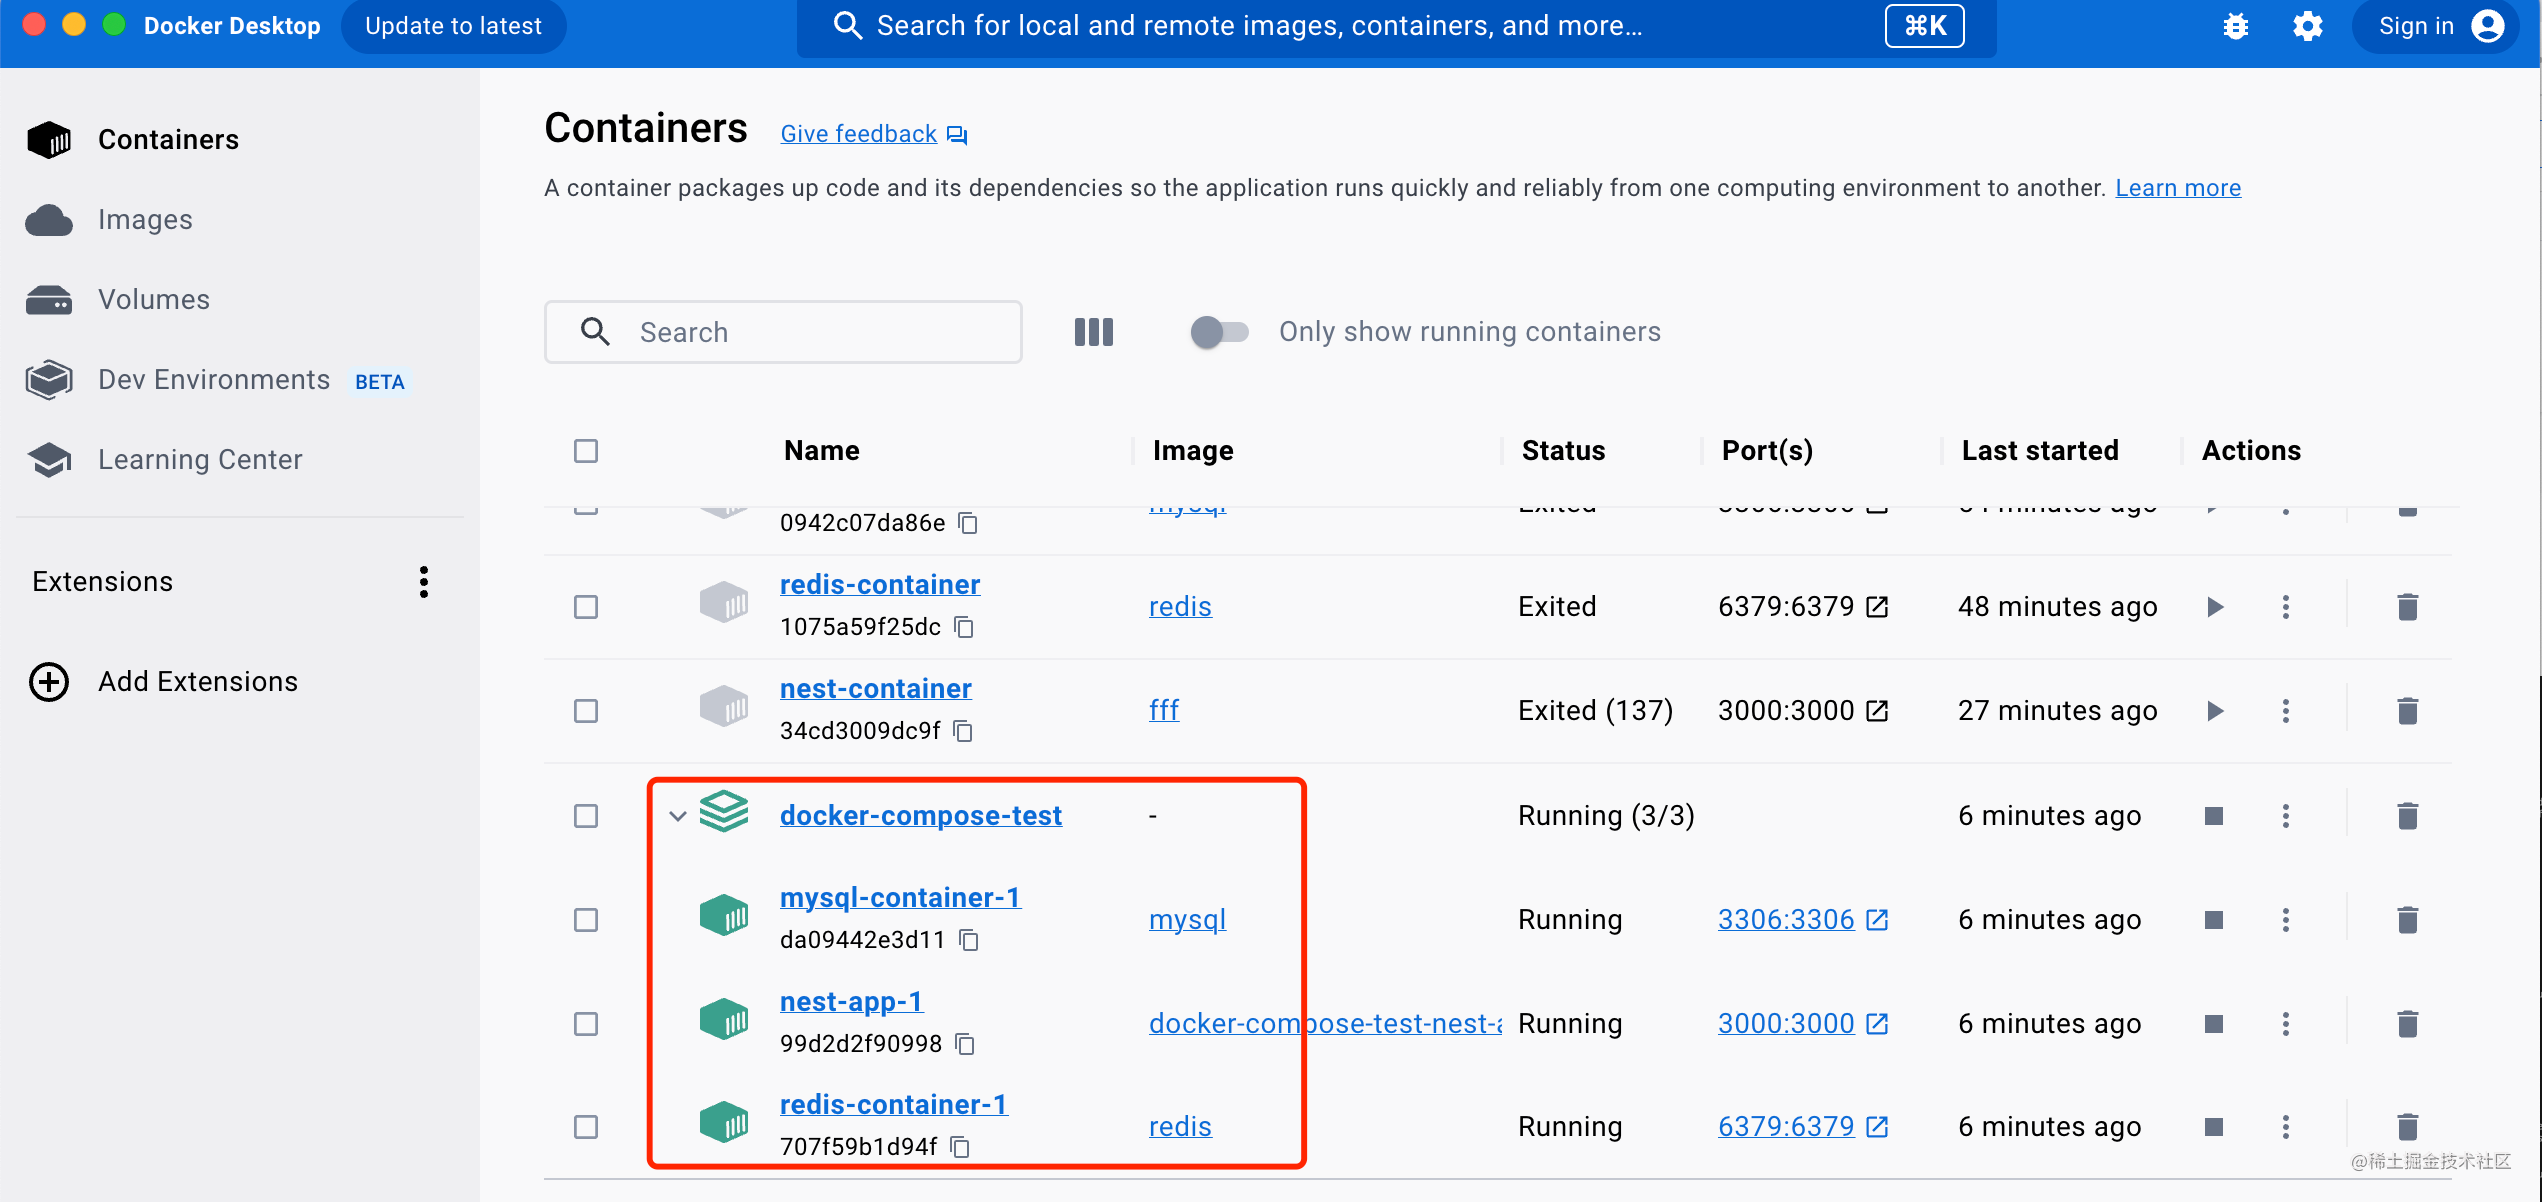 Docker Desktop Update to latest Search for local and remote images, containers, and more... ⌘K Sign in
Containers
Images
Volumes
Dev Environments BETA
Learning Center
Extensions
Add Extensions
Containers Give feedback
A container packages up code and its dependencies so the application runs quickly and reliably from one computing environment to another. Learn more
Search Only show running containers
Name Image Status Port(s) Last started Actions
mysql Exited minutes ago
0942c07da86e
redis-container
1075a59f25dc
redis Exited 6379:6379 48 minutes ago
nest-container
34cd3009dc9f
fff Exited (137) 3000:3000 27 minutes ago
docker-compose-test - Running (3/3) 6 minutes ago
mysql-container-1
da09442e3d11
mysql Running 3306:3306 6 minutes ago
nest-app-1
99d2d2f90998
docker-compose-test-nest-a Running 3000:3000 6 minutes ago
redis-container-1
707f59b1d94f
redis Running 6379:6379 6 minutes ago
@稀土掘金技术社区